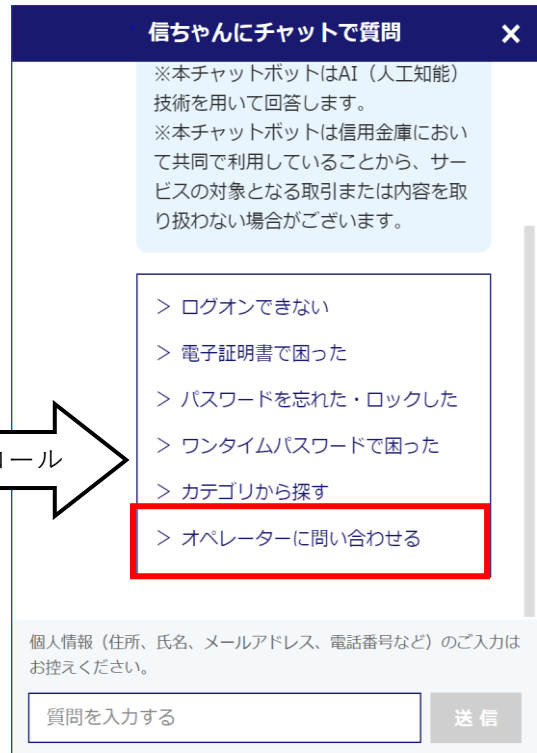 信ちゃんにチャットで質問 ×
※本チャットボットはAI（人工知能）
技術を用いて回答します。
※本チャットボットは信用金庫におい
て共同で利用していることから、サー
ビスの対象となる取引または内容を取
り扱わない場合がございます。
＞ ログオンできない
＞ 電子証明書で困った
＞ パスワードを忘れた・ロックした
＞ ワンタイムパスワードで困った
ール
＞ カテゴリから探す
＞ オペレーターに問い合わせる
個人情報（住所、氏名、メールアドレス、電話番号など）のご入力は
お控えください。
質問を入力する
送信